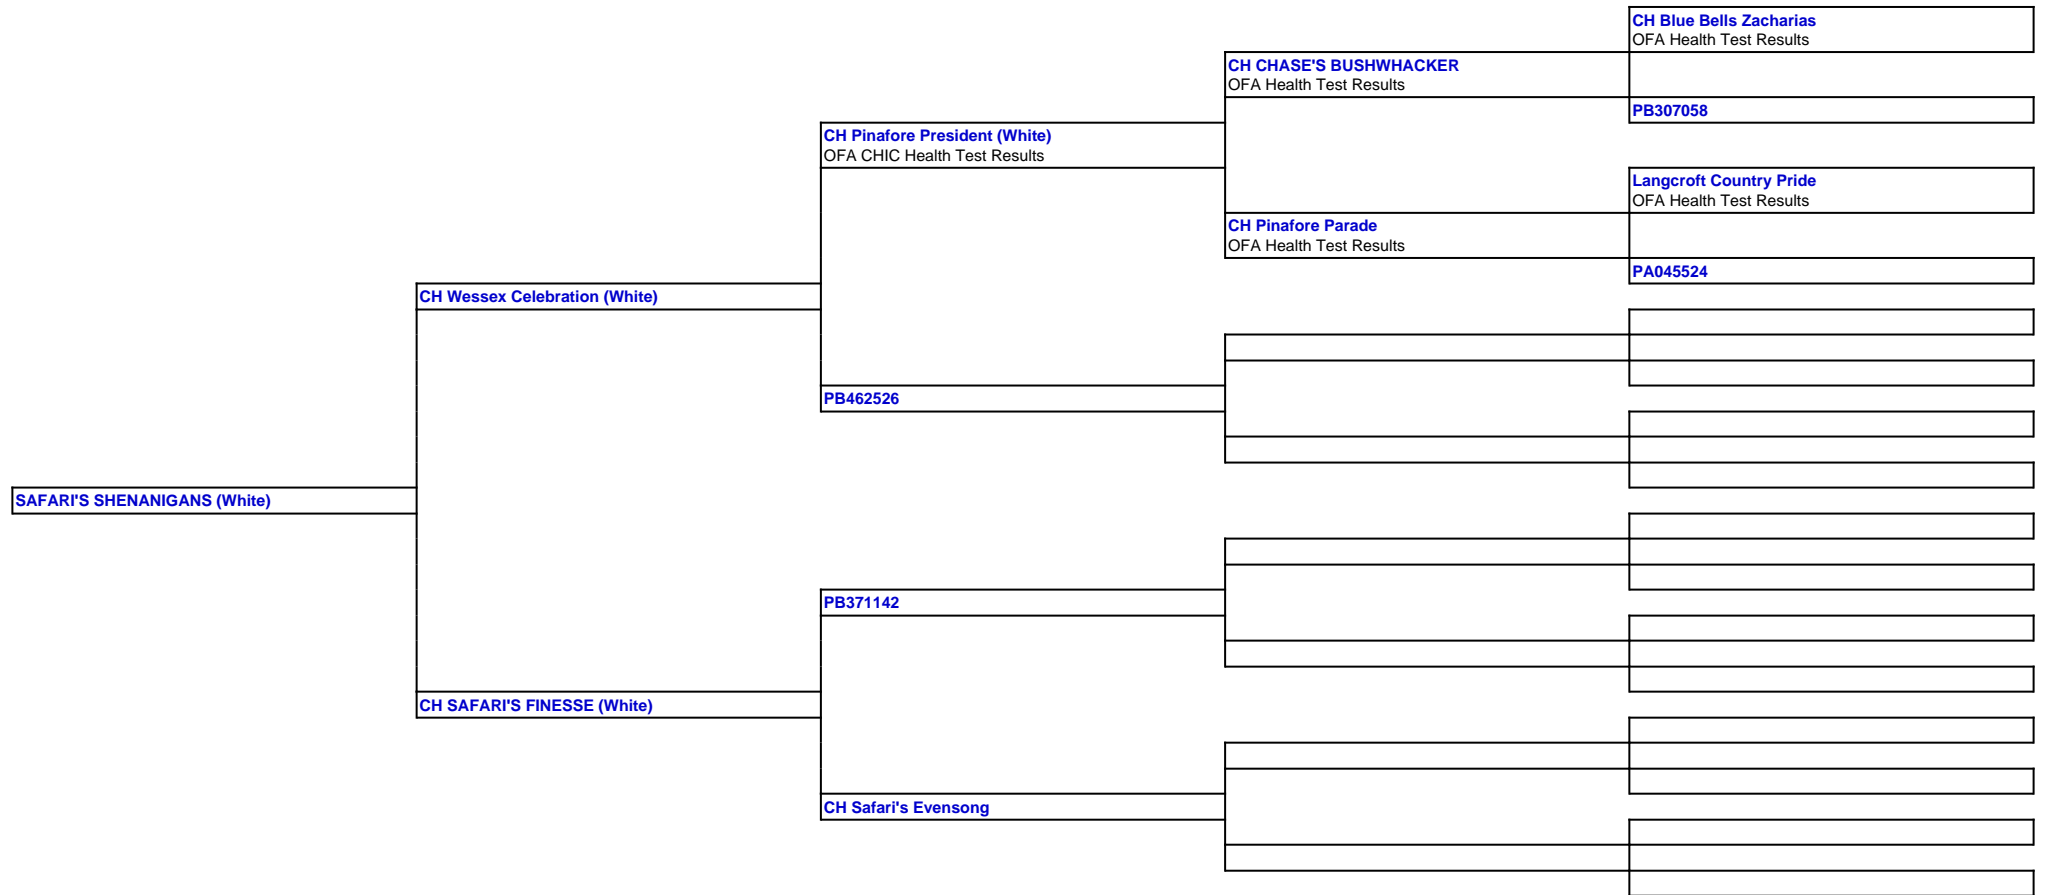 CH Blue Bells Zacharias
OFA Health Test Results
CH CHASE'S BUSHWHACKER
OFA Health Test Results
PB307058
CH Pinafore President (White)
OFA CHIC Health Test Results
Langcroft Country Pride
OFA Health Test Results
CH Pinafore Parade
OFA Health Test Results
PA045524
CH Wessex Celebration (White)
PB462526
SAFARI'S SHENANIGANS (White)
PB371142
CH SAFARI'S FINESSE (White)
CH Safari's Evensong